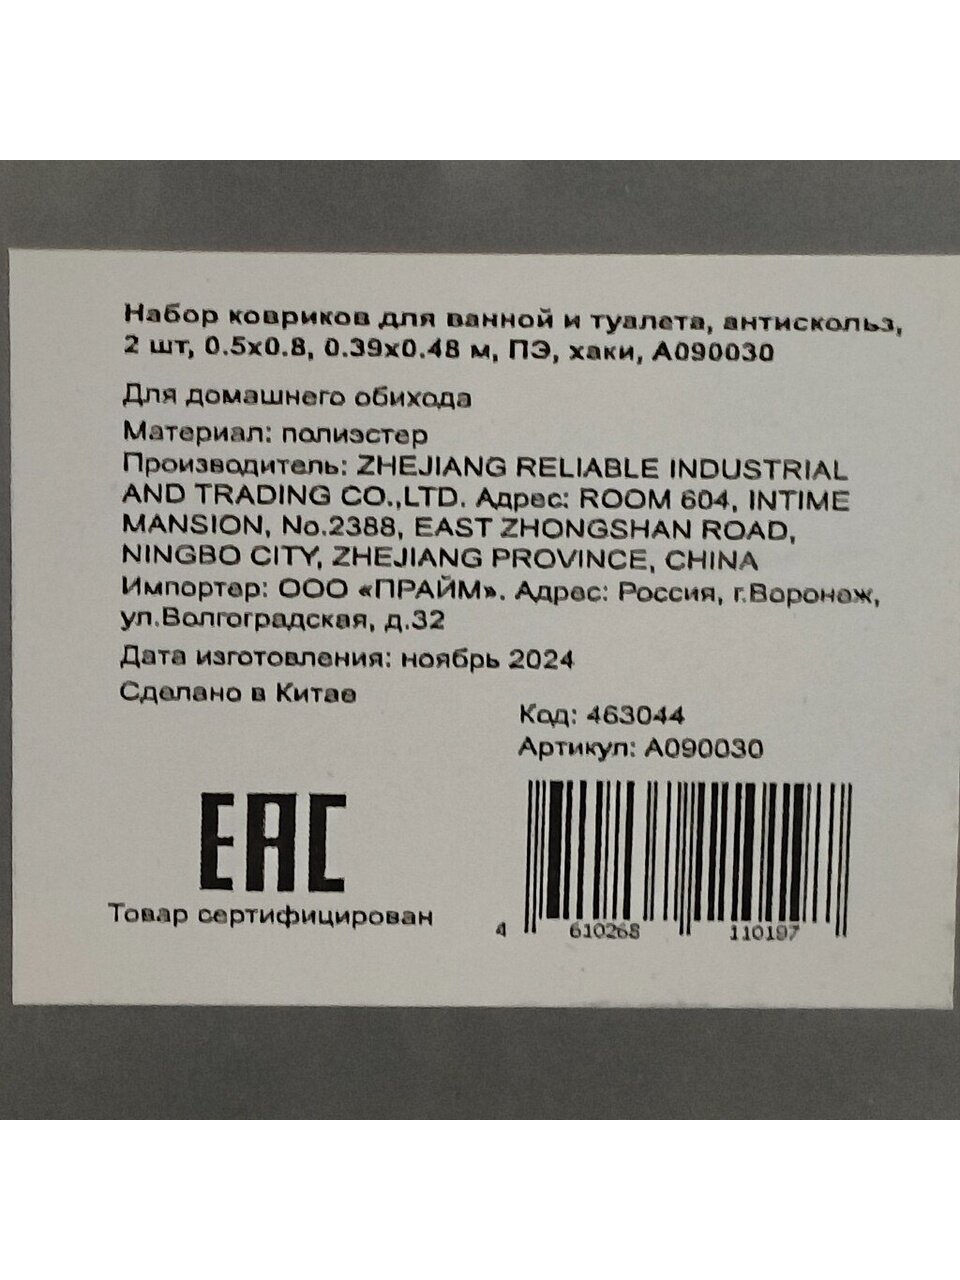 Набор ковриков для ванной и туалета, антискольз,
2 шт, 0.5x0.8, 0.39x0.48 м, ПЭ, хаки, A090030
Для домашнего обихода
Материал: полиэстер
Производитель: ZHEJIANG RELIABLE INDUSTRIAL
AND TRADING CO.,LTD. Адрес: ROOM 604, INTIME
MANSION, No.2388, EAST ZHONGSHAN ROAD,
NINGBO CITY, ZHEJIANG PROVINCE, CHINA
Импортер: ООО «ПРАЙМ». Адрес: Россия, г.Воронеж,
ул.Волгоградская, д.32
Дата изготовления: ноябрь 2024
Сделано в Китае
Код: 463044
Артикул: A090030
EAC
Товар сертифицирован
4 610268 110197